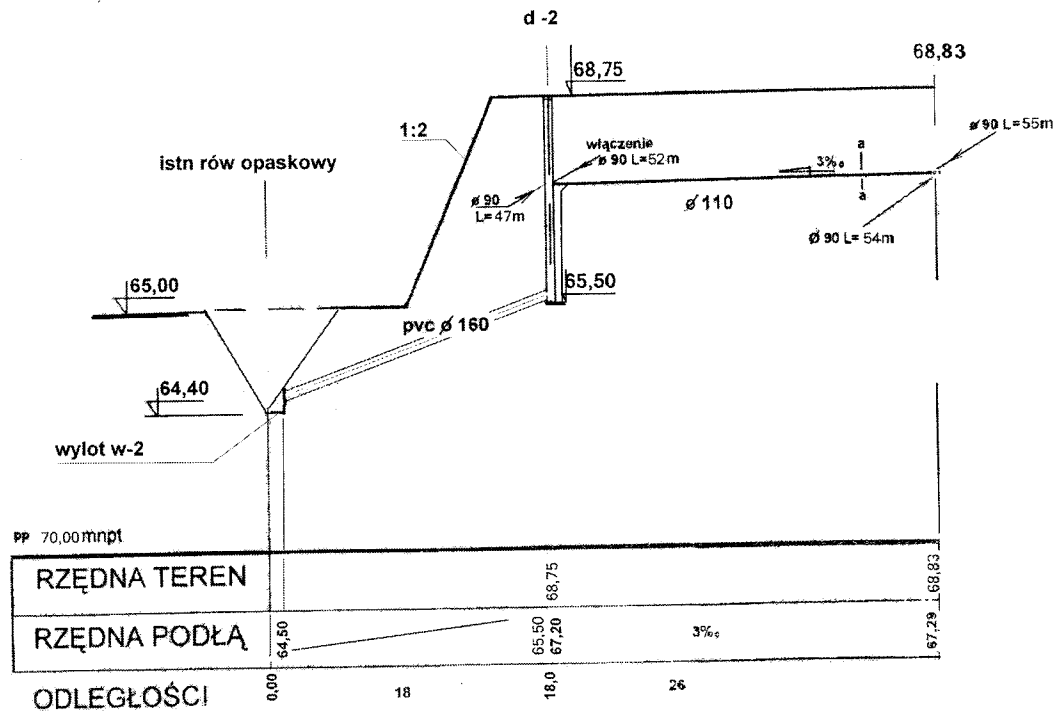 d -2
68,75
68,83
1:2
istn rów opaskowy
włączenie
ø 90 L=52m
3‰
a
a
ø 90 L=55m
ø 90
L=47m
ø 110
Ø 90 L=54m
65,00
65,50
pvc ø 160
64,40
wylot w-2
PP 70,00mnpt
RZĘDNA TEREN
68,75
68,83
RZĘDNA PODŁĄ
64,50
65,50
67,20
3‰
67,29
ODLEGŁOŚCI
0,00
18
18,0
26